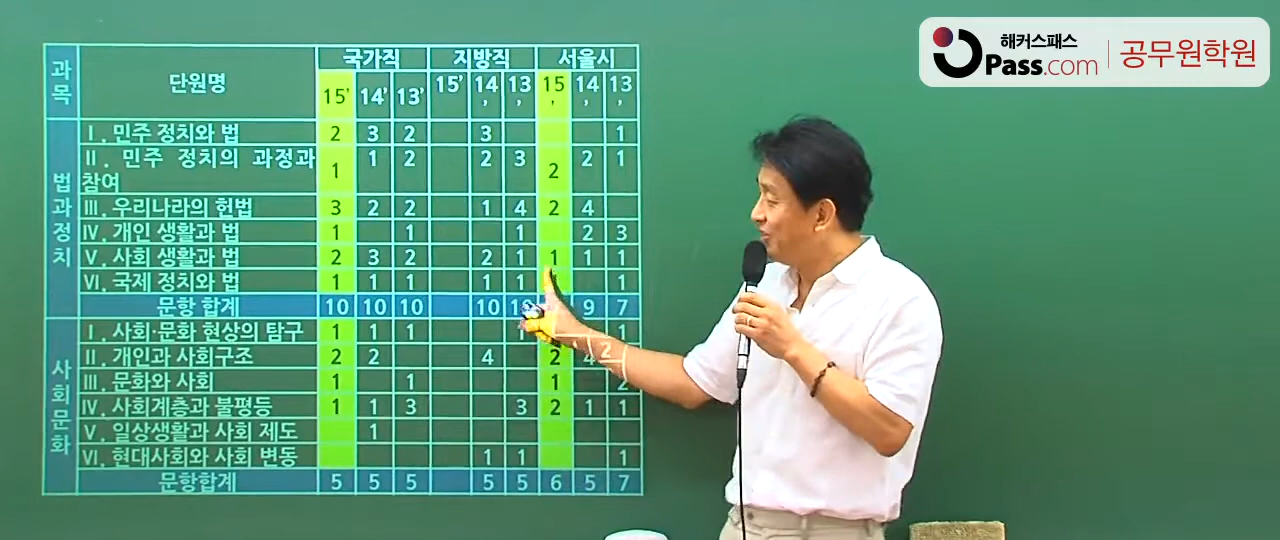 해커스패스
Pass.com 공무원학원
과목 단원명 국가직 지방직 서울시
15' 14' 13' 15' 14' 13' 15' 14' 13'
법과정치
Ⅰ. 민주 정치와 법 2 3 2 3 1
Ⅱ. 민주 정치의 과정과 참여 1 1 2 2 3 2 2 1
Ⅲ. 우리나라의 헌법 3 2 2 1 4 2 4
Ⅳ. 개인 생활과 법 1 1 1 2 3
Ⅴ. 사회 생활과 법 2 3 2 2 1 1 1 1
Ⅵ. 국제 정치와 법 1 1 1 1 1 1
문항 합계 10 10 10 10 9 7
사회문화
Ⅰ. 사회·문화 현상의 탐구 1 1 1 1 1
Ⅱ. 개인과 사회구조 2 2 4 2 4
Ⅲ. 문화와 사회 1 1 1 2
Ⅳ. 사회계층과 불평등 1 1 3 3 2 1 1
Ⅴ. 일상생활과 사회 제도 1
Ⅵ. 현대사회와 사회 변동 1 1 1
문항합계 5 5 5 5 5 6 5 7